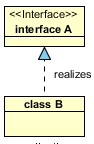 <<Interface>>
interface A
realizes
class B